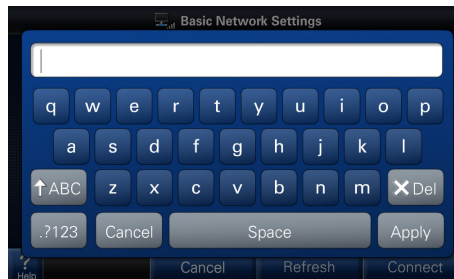 Basic Network Settings
q w e r t y u i o p
a s d f g h j k l
↑ABC z x c v b n m ×Del
.?123 Cancel Space Apply
? Help Cancel Refresh Connect